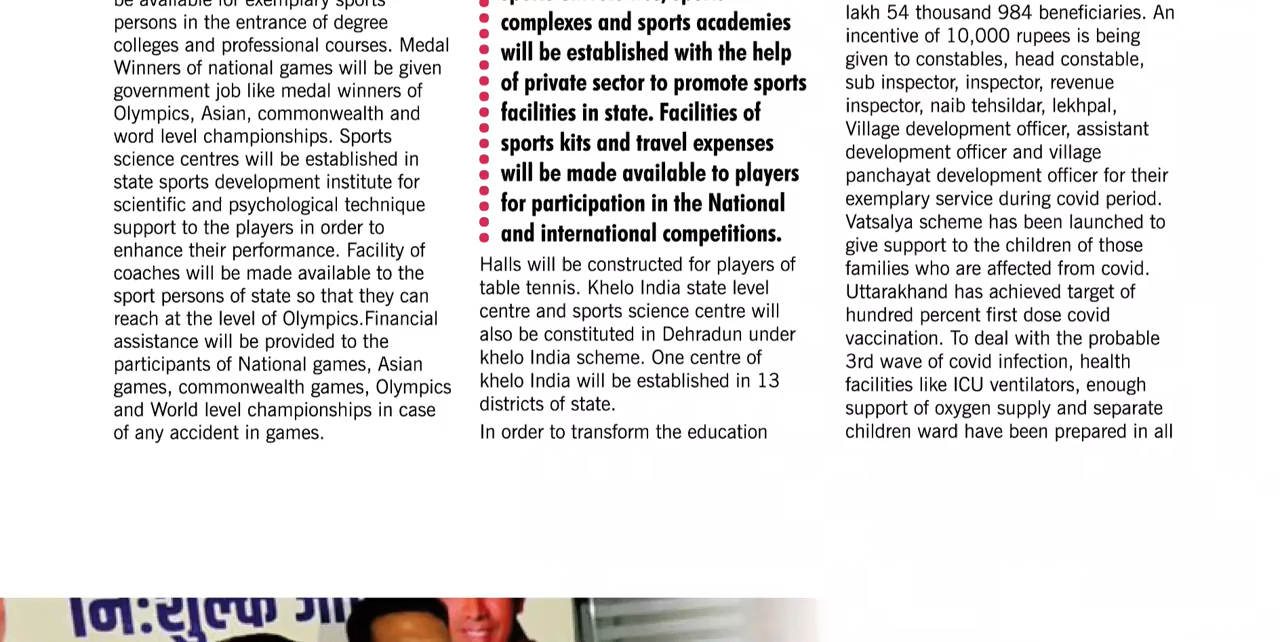 persons in the entrance of degree
colleges and professional courses. Medal
Winners of national games will be given
government job like medal winners of
Olympics, Asian, commonwealth and
word level championships. Sports
science centres will be established in
state sports development institute for
scientific and psychological technique
support to the players in order to
enhance their performance. Facility of
coaches will be made available to the
sport persons of state so that they can
reach at the level of Olympics.Financial
assistance will be provided to the
participants of National games, Asian
games, commonwealth games, Olympics
and World level championships in case
of any accident in games.
complexes and sports academies
will be established with the help
of private sector to promote sports
facilities in state. Facilities of
sports kits and travel expenses
will be made available to players
for participation in the National
and international competitions.
Halls will be constructed for players of
table tennis. Khelo India state level
centre and sports science centre will
also be constituted in Dehradun under
khelo India scheme. One centre of
khelo India will be established in 13
districts of state.
In order to transform the education
lakh 54 thousand 984 beneficiaries. An
incentive of 10,000 rupees is being
given to constables, head constable,
sub inspector, inspector, revenue
inspector, naib tehsildar, lekhpal,
Village development officer, assistant
development officer and village
panchayat development officer for their
exemplary service during covid period.
Vatsalya scheme has been launched to
give support to the children of those
families who are affected from covid.
Uttarakhand has achieved target of
hundred percent first dose covid
vaccination. To deal with the probable
3rd wave of covid infection, health
facilities like ICU ventilators, enough
support of oxygen supply and separate
children ward have been prepared in all
नि:शुल्क